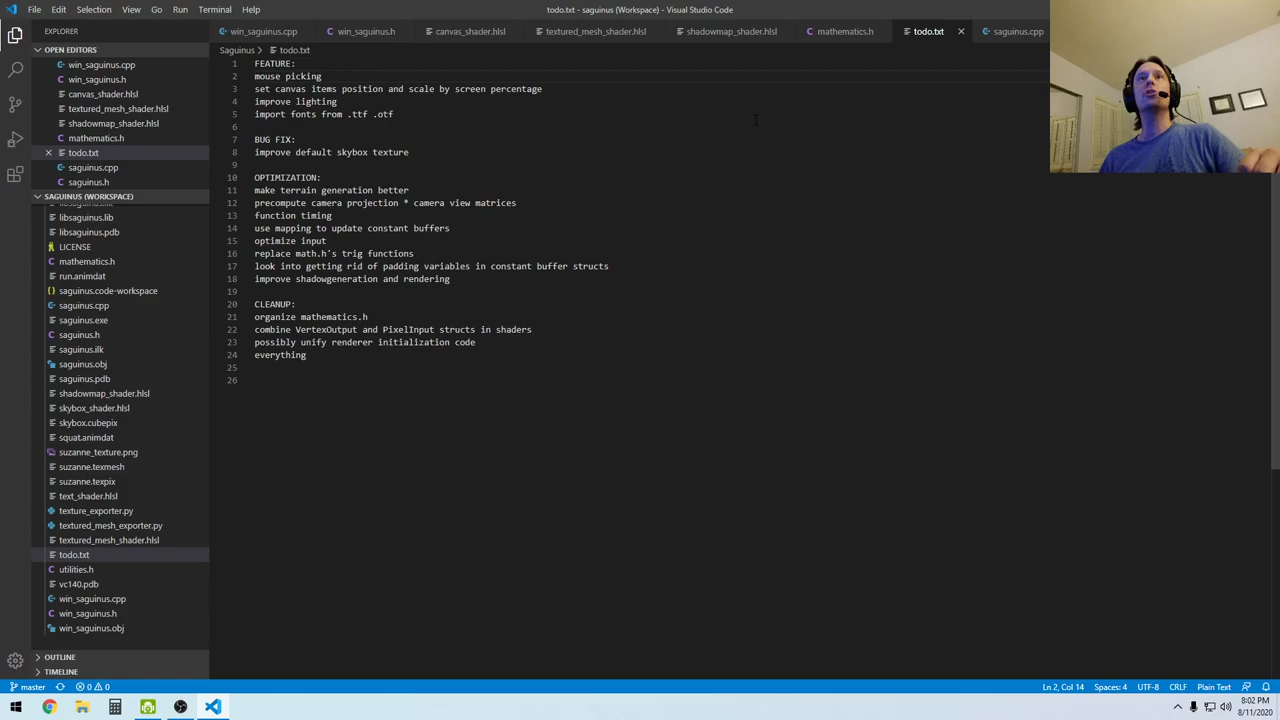 File Edit Selection View Go Run Terminal Help
todo.txt - saguinus (Workspace) - Visual Studio Code
EXPLORER
win_saguinus.cpp
win_saguinus.h
canvas_shader.hlsl
textured_mesh_shader.hlsl
shadowmap_shader.hlsl
mathematics.h
todo.txt
saguinus.cpp
OPEN EDITORS
win_saguinus.cpp
win_saguinus.h
canvas_shader.hlsl
textured_mesh_shader.hlsl
shadowmap_shader.hlsl
mathematics.h
todo.txt
saguinus.cpp
saguinus.h
SAGUINUS (WORKSPACE)
libsaguinus.lib
libsaguinus.pdb
LICENSE
mathematics.h
run.animdat
saguinus.code-workspace
saguinus.cpp
saguinus.exe
saguinus.h
saguinus.ilk
saguinus.obj
saguinus.pdb
shadowmap_shader.hlsl
skybox_shader.hlsl
skybox.cubepix
squat.animdat
suzanne_texture.png
suzanne.texmesh
suzanne.texpix
text_shader.hlsl
texture_exporter.py
textured_mesh_exporter.py
textured_mesh_shader.hlsl
todo.txt
utilities.h
vc140.pdb
win_saguinus.cpp
win_saguinus.h
win_saguinus.obj
OUTLINE
TIMELINE
Saguinus > todo.txt
1 FEATURE:
2 mouse picking
3 set canvas items position and scale by screen percentage
4 improve lighting
5 import fonts from .ttf .otf
6
7 BUG FIX:
8 improve default skybox texture
9
10 OPTIMIZATION:
11 make terrain generation better
12 precompute camera projection * camera view matrices
13 function timing
14 use mapping to update constant buffers
15 optimize input
16 replace math.h's trig functions
17 look into getting rid of padding variables in constant buffer structs
18 improve shadowgeneration and rendering
19
20 CLEANUP:
21 organize mathematics.h
22 combine VertexOutput and PixelInput structs in shaders
23 possibly unify renderer initialization code
24 everything
25
26
master
0 0
Ln 2, Col 14
Spaces: 4
UTF-8
CRLF
Plain Text
8:02 PM
8/11/2020